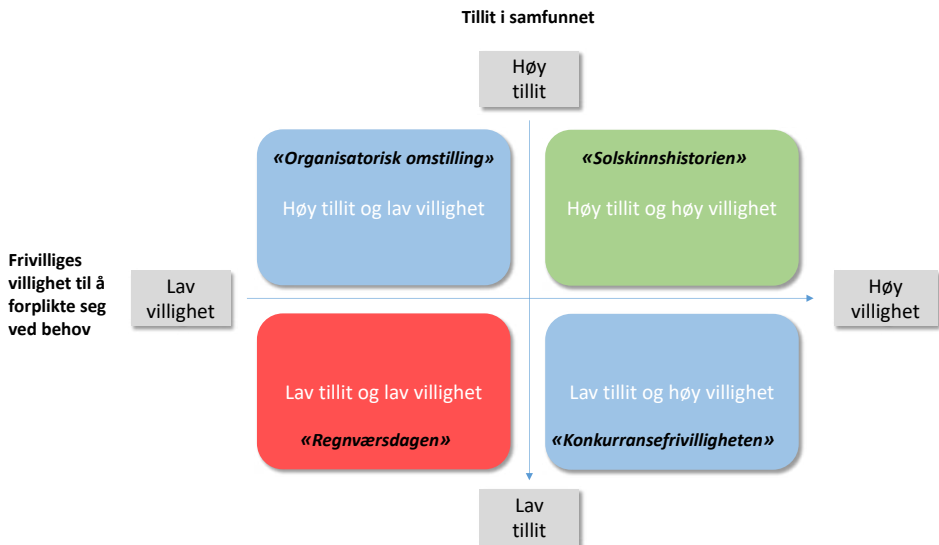 Tillit i samfunnet
Høy
tillit
«Organisatorisk omstilling»
Høy tillit og lav villighet
«Solskinnshistorien»
Høy tillit og høy villighet
Frivilliges
villighet til å
forplikte seg
ved behov
Lav
villighet
Høy
villighet
Lav tillit og lav villighet
«Regnværsdagen»
Lav tillit og høy villighet
«Konkurransefrivilligheten»
Lav
tillit